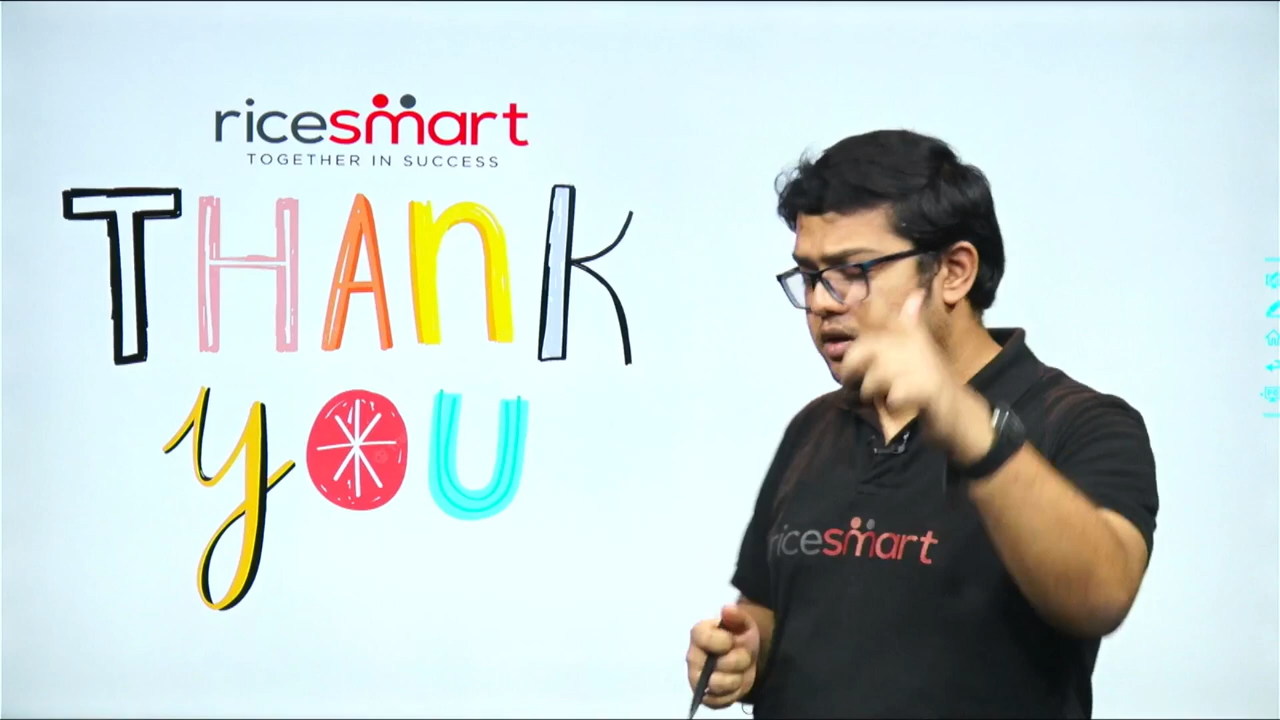 ricesmart
TOGETHER IN SUCCESS
THANK
you
ricesmart